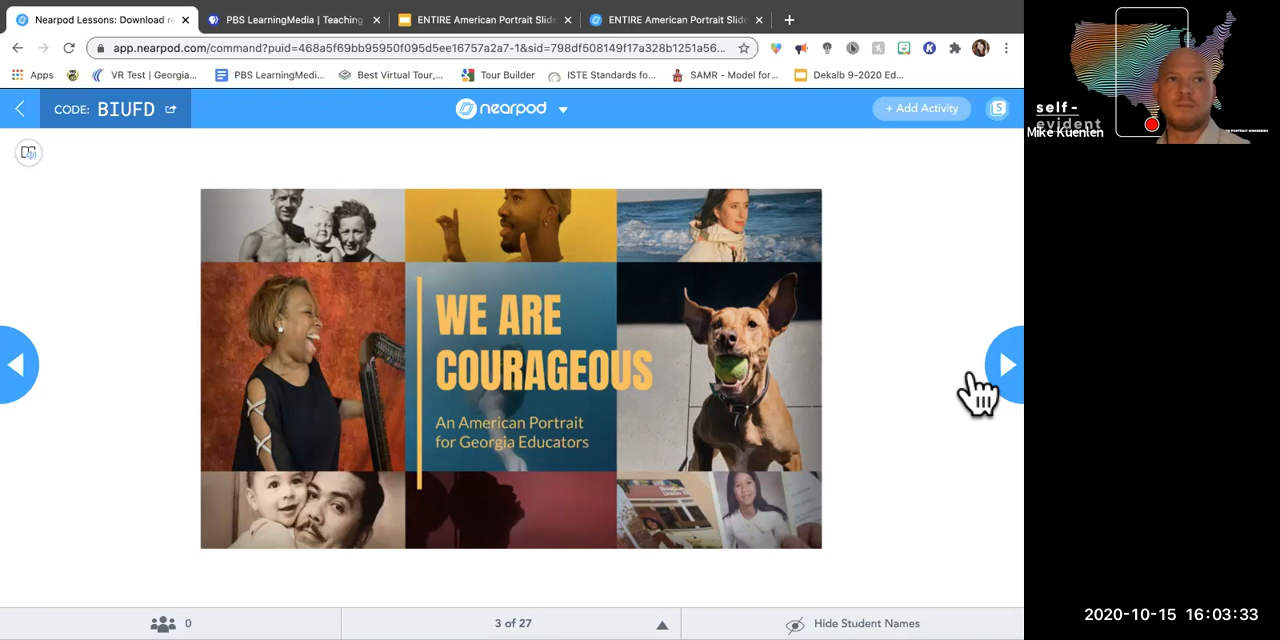 Nearpod Lessons: Download re
PBS LearningMedia | Teaching
ENTIRE American Portrait Slid
ENTIRE American Portrait Slide
app.nearpod.com/command?puid=468a5f69bb95950f095d5ee16757a2a7-1&sid=798df508149f17a328b1251a56...
Apps
VR Test | Georgia...
PBS LearningMedi...
Best Virtual Tour,...
Tour Builder
ISTE Standards fo...
SAMR - Model for...
Dekalb 9-2020 Ed...
CODE: BIUFD
nearpod
+ Add Activity
S
WE ARE
COURAGEOUS
An American Portrait
for Georgia Educators
0
3 of 27
Hide Student Names
self-
evident
Mike Kuenlen
2020-10-15 16:03:33